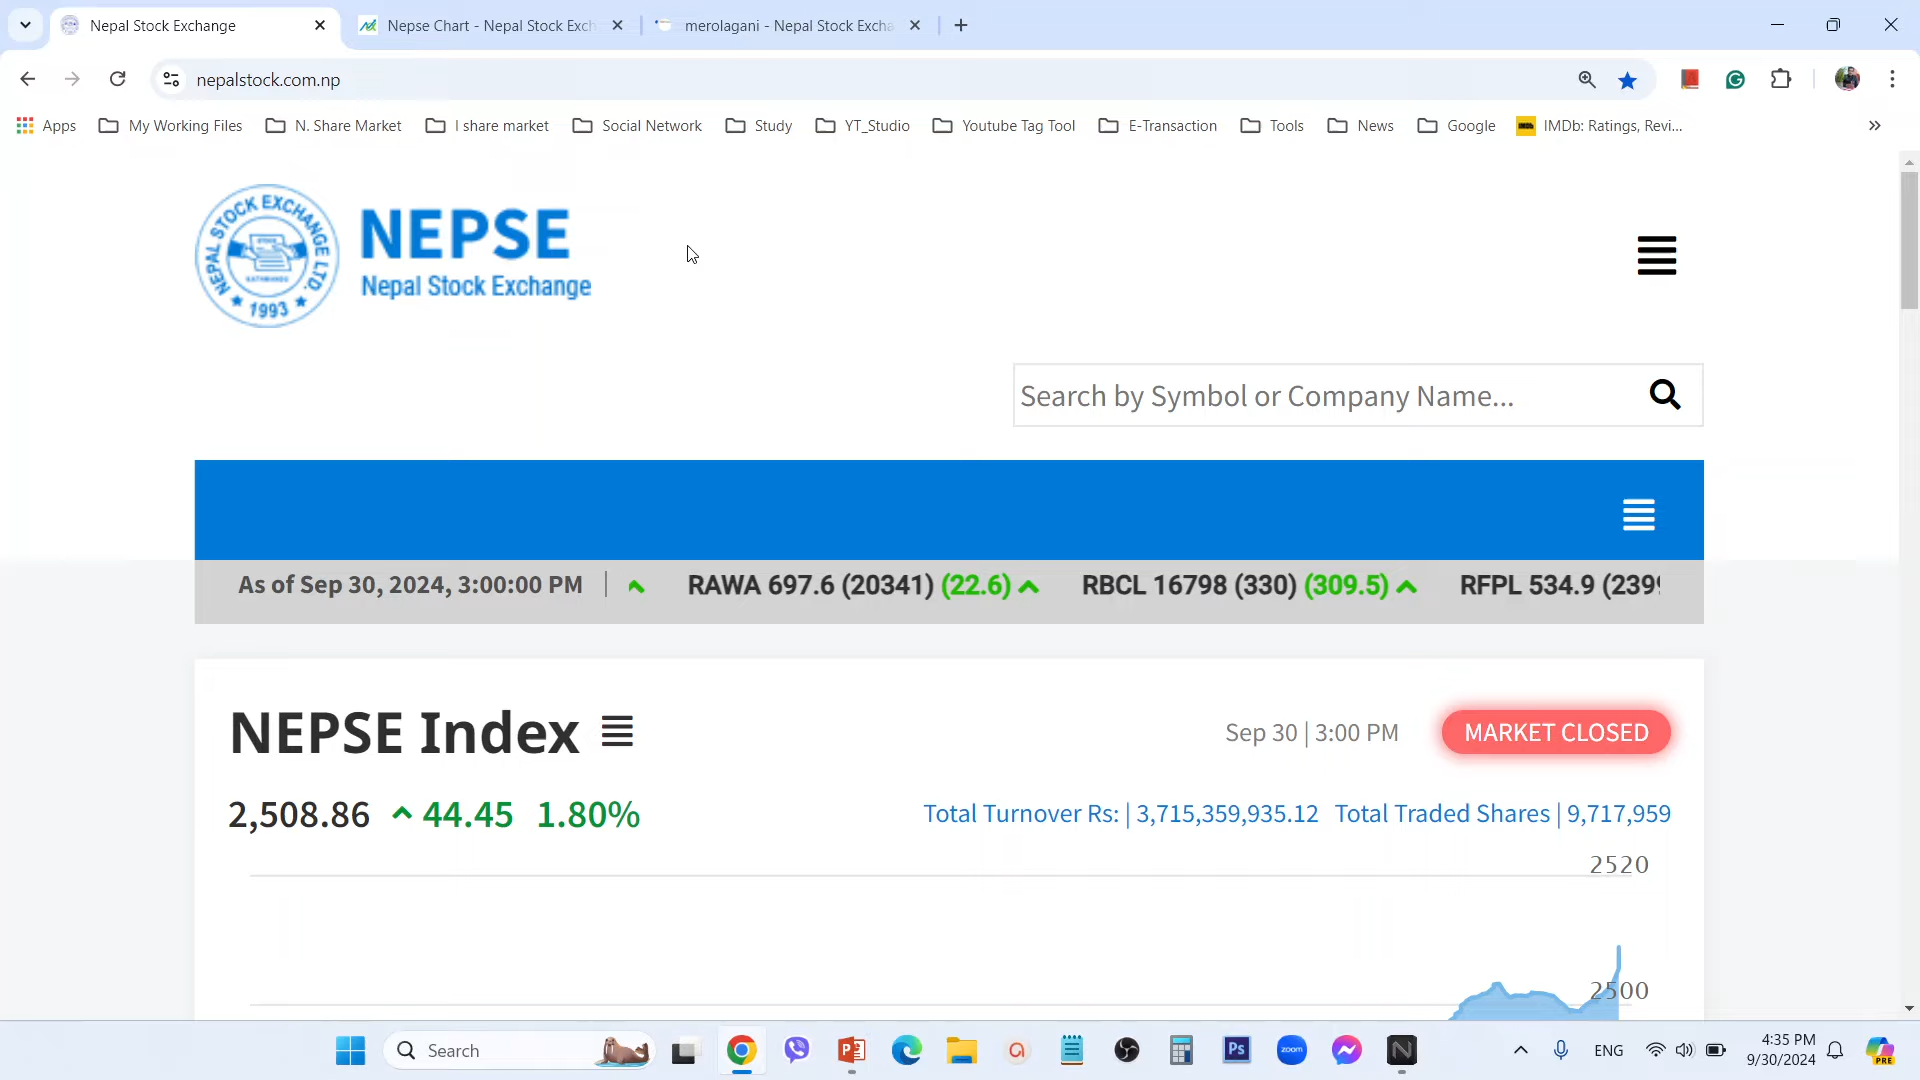 Nepal Stock Exchange
Nepse Chart - Nepal Stock Exch
merolagani - Nepal Stock Excha
nepalstock.com.np
Apps
My Working Files
N. Share Market
I share market
Social Network
Study
YT_Studio
Youtube Tag Tool
E-Transaction
Tools
News
Google
IMDb: Ratings, Revi...
NEPAL STOCK EXCHANGE LTD.
1993
NEPSE
Nepal Stock Exchange
Search by Symbol or Company Name...
As of Sep 30, 2024, 3:00:00 PM
RAWA 697.6 (20341) (22.6)
RBCL 16798 (330) (309.5)
RFPL 534.9 (239
NEPSE Index
Sep 30 | 3:00 PM
MARKET CLOSED
2,508.86 44.45 1.80%
Total Turnover Rs: | 3,715,359,935.12 Total Traded Shares | 9,717,959
2520
2500
Search
Ps
zoom
ENG
4:35 PM
9/30/2024
PRE